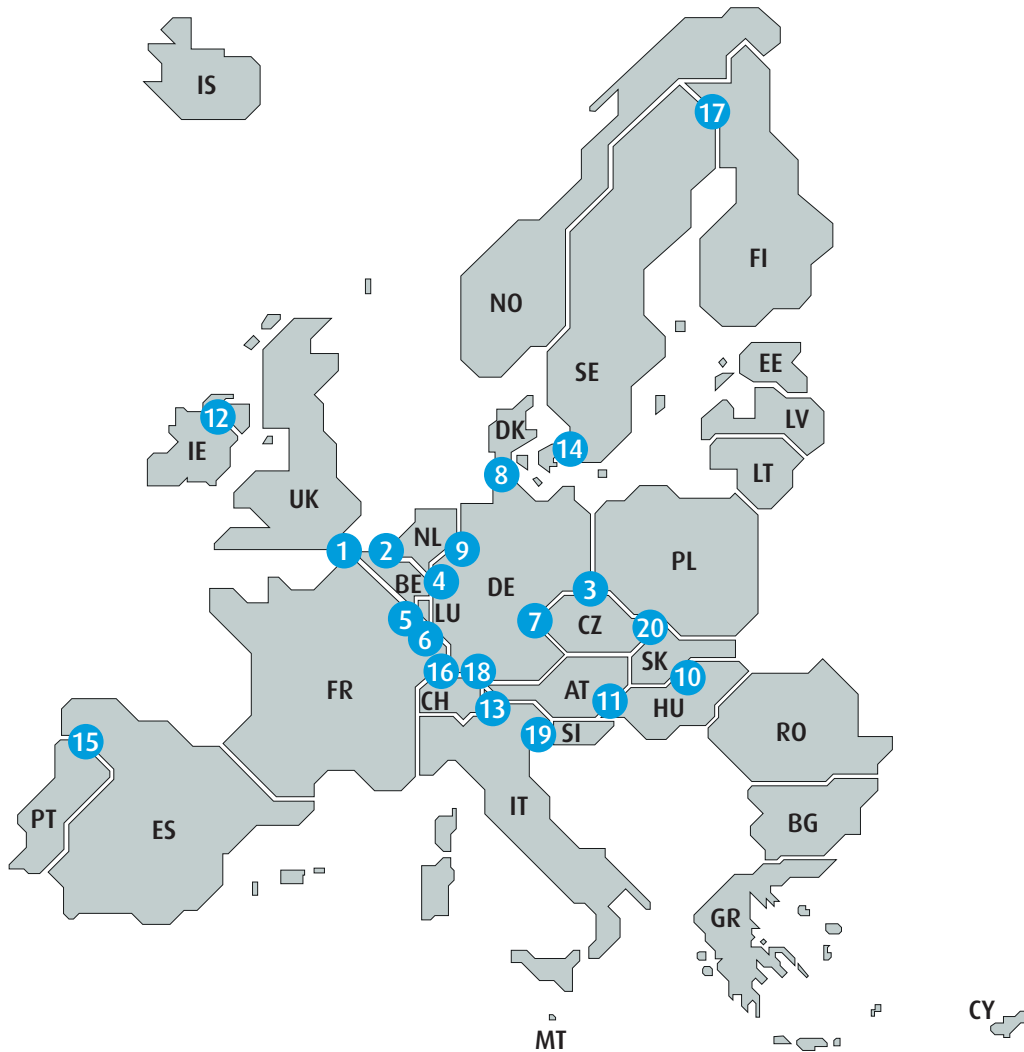 IS
17
FI
NO
EE
SE
LV
12
DK
IE
14
LT
8
UK
NL
1
2
9
PL
BE
4
DE
3
5
LU
7
CZ
20
6
SK
16
18
10
FR
CH
AT
13
11
HU
19
SI
RO
15
IT
PT
ES
BG
GR
CY
MT